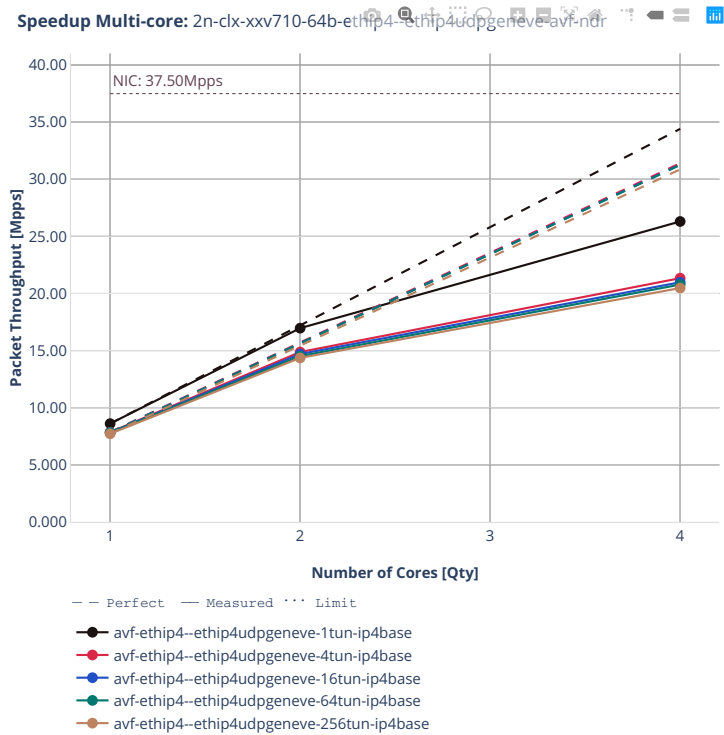 Speedup Multi-core: 2n-clx-xxv710-64b-ethip4--ethip4udpgeneve-avf-ndr
40.00
NIC: 37.50Mpps
35.00
30.00
25.00
20.00
15.00
10.00
5.000
0.000
Packet Throughput [Mpps]
1 2 3 4
Number of Cores [Qty]
Perfect Measured Limit
avf-ethip4--ethip4udpgeneve-1tun-ip4base
avf-ethip4--ethip4udpgeneve-4tun-ip4base
avf-ethip4--ethip4udpgeneve-16tun-ip4base
avf-ethip4--ethip4udpgeneve-64tun-ip4base
avf-ethip4--ethip4udpgeneve-256tun-ip4base